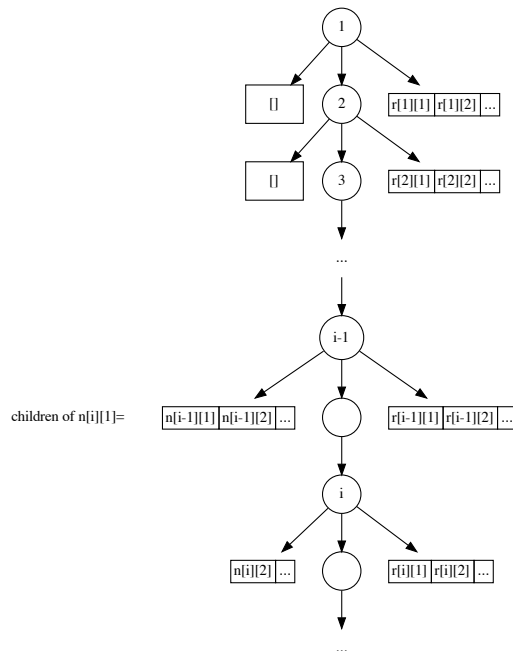 1
[] 2 r[1][1] r[1][2] ...
[] 3 r[2][1] r[2][2] ...
...
i-1
children of n[i][1]= n[i-1][1] n[i-1][2] ... r[i-1][1] r[i-1][2] ...
i
n[i][2] ... r[i][1] r[i][2] ...
...